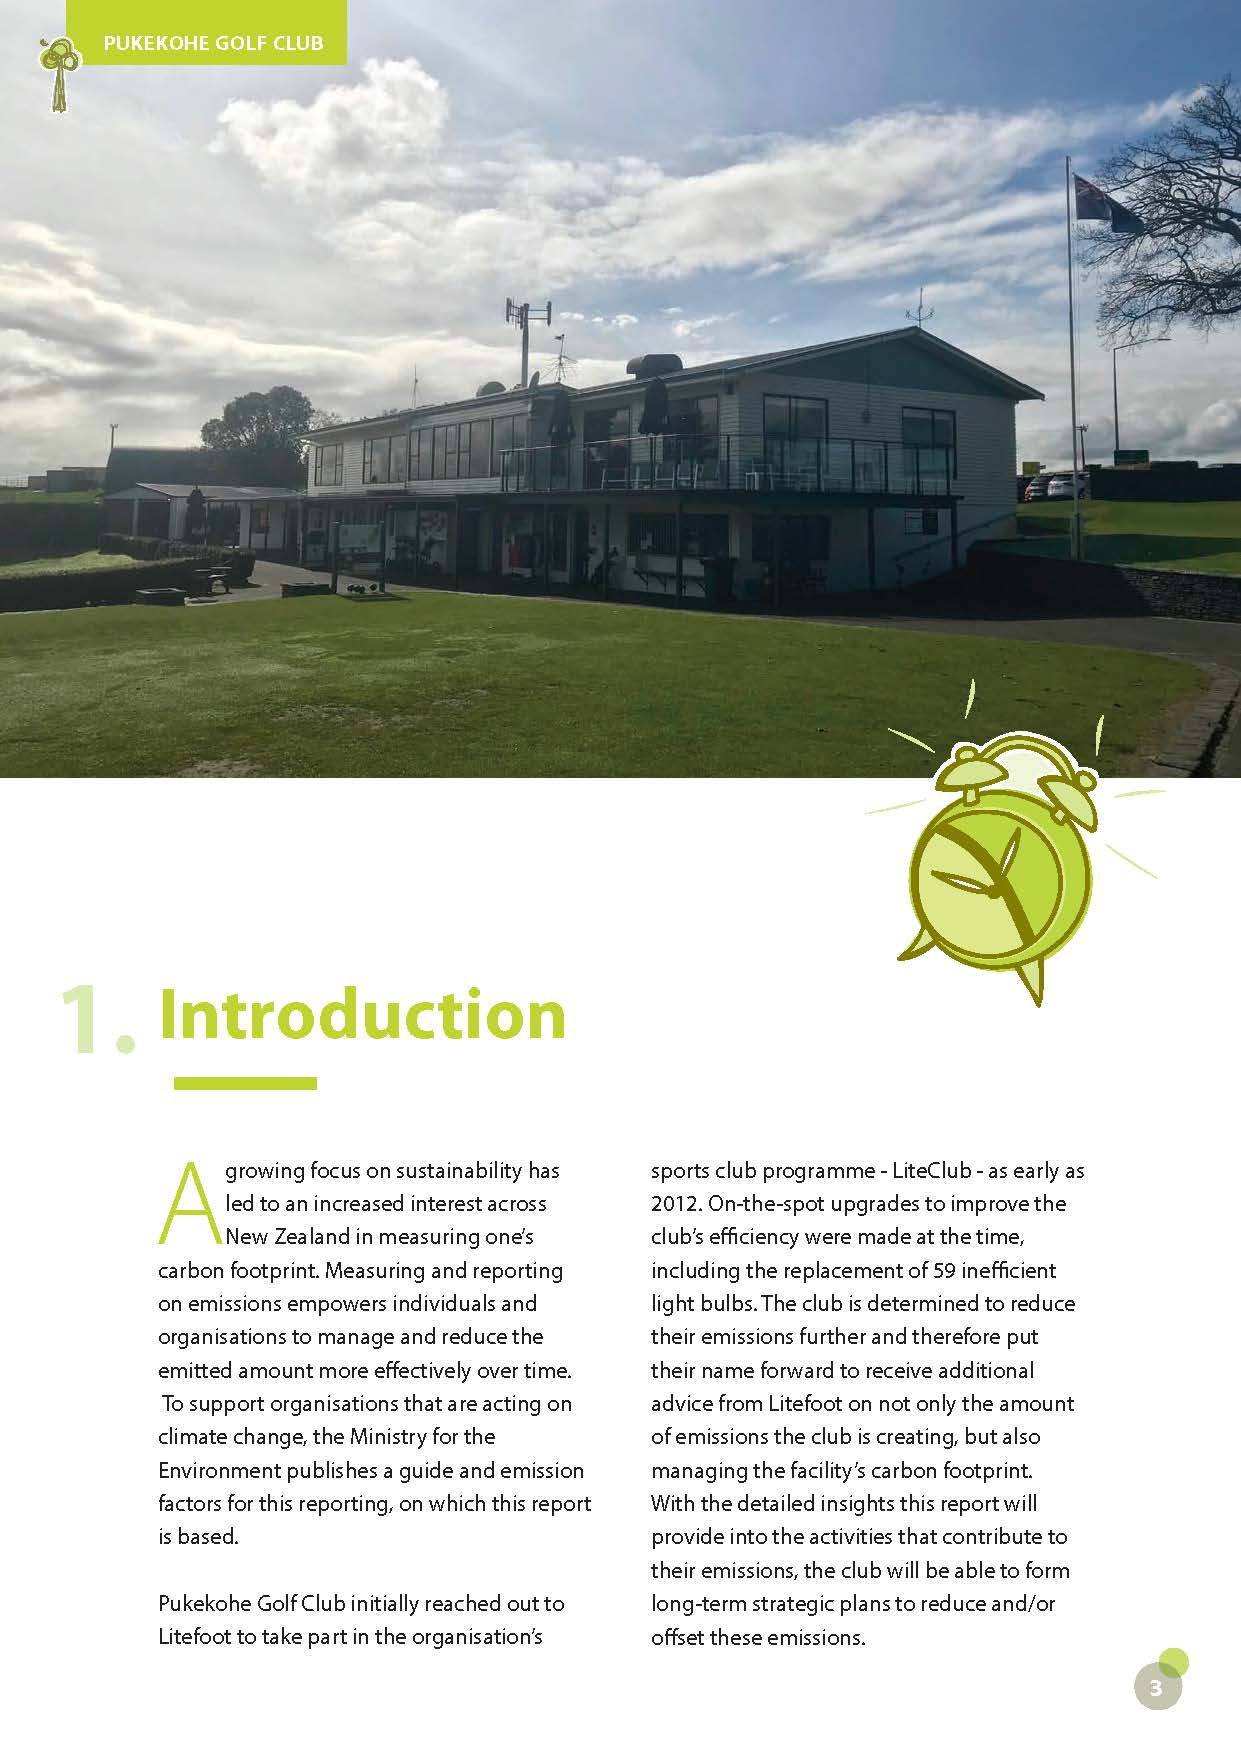 PUKEKOHE GOLF CLUB
1. Introduction
A growing focus on sustainability has
led to an increased interest across
New Zealand in measuring one’s
carbon footprint. Measuring and reporting
on emissions empowers individuals and
organisations to manage and reduce the
emitted amount more effectively over time.
To support organisations that are acting on
climate change, the Ministry for the
Environment publishes a guide and emission
factors for this reporting, on which this report
is based.
Pukekohe Golf Club initially reached out to
Litefoot to take part in the organisation’s
sports club programme - LiteClub - as early as
2012. On-the-spot upgrades to improve the
club’s efficiency were made at the time,
including the replacement of 59 inefficient
light bulbs. The club is determined to reduce
their emissions further and therefore put
their name forward to receive additional
advice from Litefoot on not only the amount
of emissions the club is creating, but also
managing the facility’s carbon footprint.
With the detailed insights this report will
provide into the activities that contribute to
their emissions, the club will be able to form
long-term strategic plans to reduce and/or
offset these emissions.
3